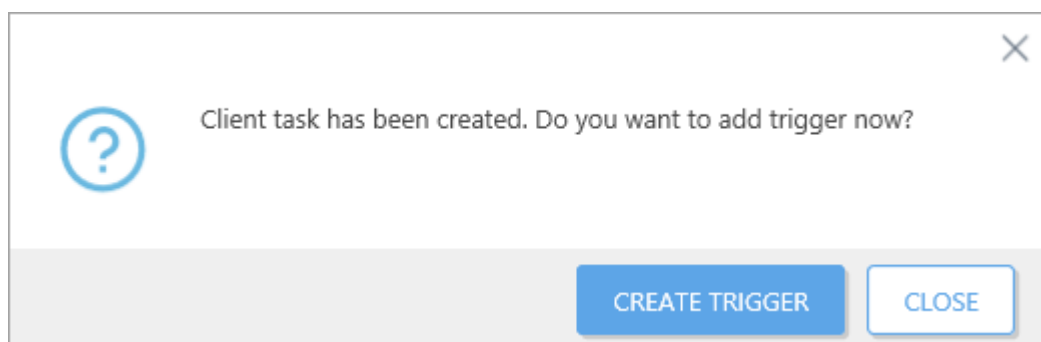 Client task has been created. Do you want to add trigger now?
CREATE TRIGGER
CLOSE